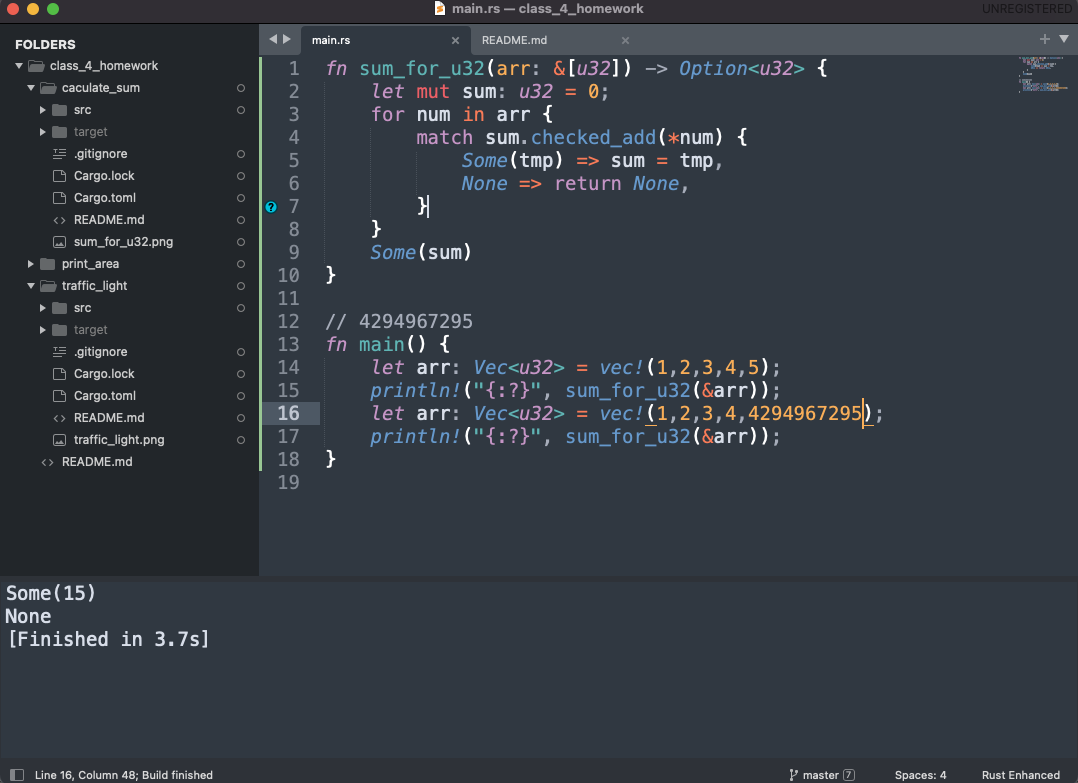 main.rs — class_4_homework
UNREGISTERED
FOLDERS
class_4_homework
caculate_sum
src
target
.gitignore
Cargo.lock
Cargo.toml
README.md
sum_for_u32.png
print_area
traffic_light
src
target
.gitignore
Cargo.lock
Cargo.toml
README.md
traffic_light.png
README.md
main.rs
README.md
1 fn sum_for_u32(arr: &[u32]) -> Option<u32> {
2     let mut sum: u32 = 0;
3     for num in arr {
4         match sum.checked_add(*num) {
5             Some(tmp) => sum = tmp,
6             None => return None,
7         }
8     }
9     Some(sum)
10 }
11
12 // 4294967295
13 fn main() {
14     let arr: Vec<u32> = vec!(1,2,3,4,5);
15     println!("{:?}", sum_for_u32(&arr));
16     let arr: Vec<u32> = vec!(1,2,3,4,4294967295);
17     println!("{:?}", sum_for_u32(&arr));
18 }
19
Some(15)
None
[Finished in 3.7s]
Line 16, Column 48; Build finished
master 7
Spaces: 4
Rust Enhanced